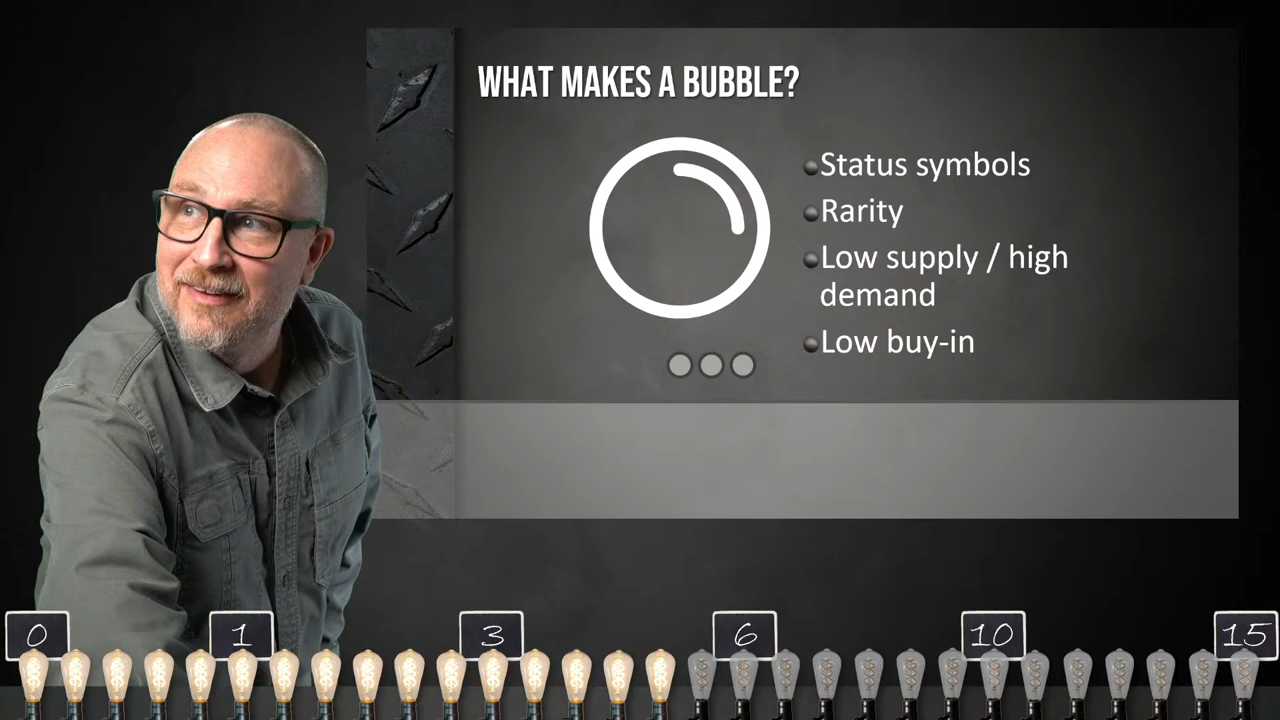 WHAT MAKES A BUBBLE?
Status symbols
Rarity
Low supply / high
demand
Low buy-in
0
1
3
6
10
15